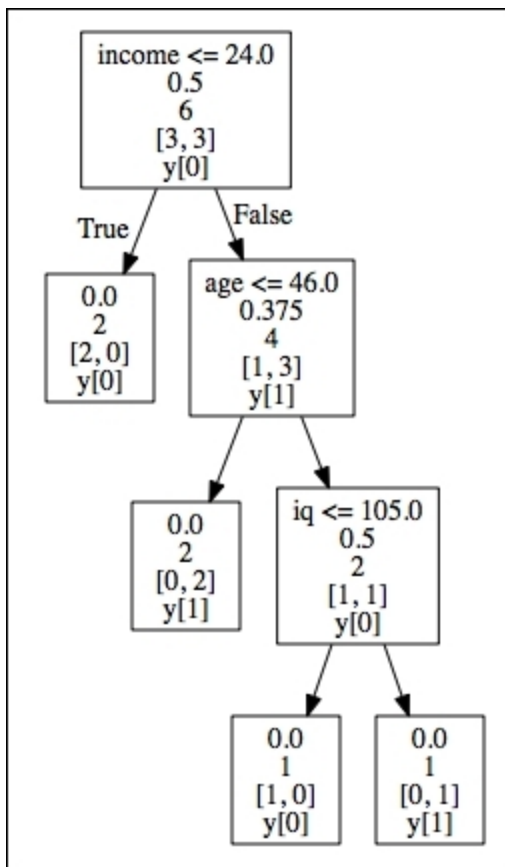 income <= 24.0
0.5
6
[3, 3]
y[0]
True
False
0.0
2
[2, 0]
y[0]
age <= 46.0
0.375
4
[1, 3]
y[1]
0.0
2
[0, 2]
y[1]
iq <= 105.0
0.5
2
[1, 1]
y[0]
0.0
1
[1, 0]
y[0]
0.0
1
[0, 1]
y[1]